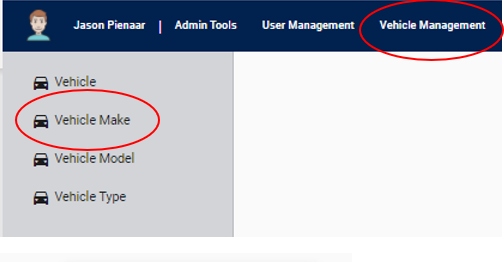 Jason Pienaar | Admin Tools User Management Vehicle Management
Vehicle
Vehicle Make
Vehicle Model
Vehicle Type